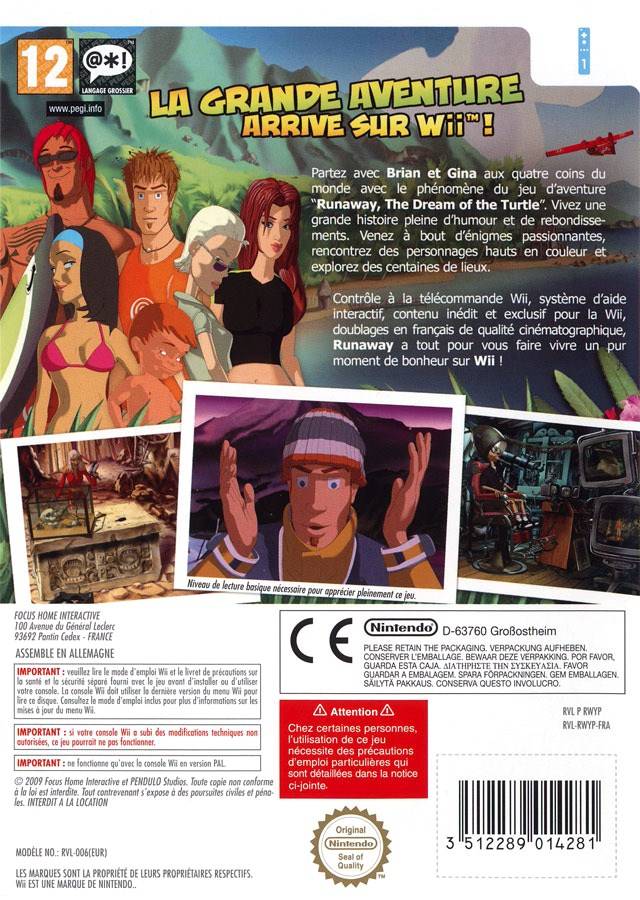 12
@*!
LANGAGE GROSSIER
www.pegi.info
1
LA GRANDE AVENTURE
ARRIVE SUR Wii™ !
Partez avec Brian et Gina aux quatre coins du
monde avec le phénomène du jeu d'aventure
"Runaway, The Dream of the Turtle". Vivez une
grande histoire pleine d'humour et de rebondisse-
ments. Venez à bout d'énigmes passionnantes,
rencontrez des personnages hauts en couleur et
explorez des centaines de lieux.
Contrôle à la télécommande Wii, système d'aide
interactif, contenu inédit et exclusif pour la Wii,
doublages en français de qualité cinématographique,
Runaway a tout pour vous faire vivre un pur
moment de bonheur sur Wii !
Niveau de lecture basique nécessaire pour apprécier pleinement ce jeu.
FOCUS HOME INTERACTIVE
100 Avenue du Général Leclerc
93692 Pantin Cedex - FRANCE
ASSEMBLE EN ALLEMAGNE
IMPORTANT : veuillez lire le mode d'emploi Wii et le livret de précautions sur
la santé et la sécurité séparé fourni avec le jeu avant d'installer ou d'utiliser
votre console. La console Wii doit utiliser la dernière version du menu Wii pour
lire ce disque. Consultez le mode d'emploi inclus pour plus d'informations sur les
mises à jour du menu Wii.
IMPORTANT : si votre console Wii a subi des modifications techniques non
autorisées, ce jeu pourrait ne pas fonctionner.
IMPORTANT : ne fonctionne qu'avec la console Wii en version PAL.
© 2009 Focus Home Interactive et PENDULO Studios. Toute copie non conforme
à la loi est interdite. Tout contrevenant s'expose à des poursuites civiles et péna-
les. INTERDIT A LA LOCATION
MODÈLE NO.: RVL-006(EUR)
LES MARQUES SONT LA PROPRIÉTÉ DE LEURS PROPRIÉTAIRES RESPECTIFS.
Wii EST UNE MARQUE DE NINTENDO..
CE
Nintendo D-63760 Großostheim
PLEASE RETAIN THE PACKAGING. VERPACKUNG AUFHEBEN.
CONSERVER L'EMBALLAGE. BEWAAR DEZE VERPAKKING. POR FAVOR,
GUARDA ESTA CAJA. ΔΙΑΤΗΡΗΣΤΕ ΤΗΝ ΣΥΣΚΕΥΑΣΙΑ. FAVOR
GUARDAR A EMBALAGEM. SPARA FÖRPACKNINGEN. GEM EMBALLAGEN.
SÄILYTÄ PAKKAUS. CONSERVA QUESTO INVOLUCRO.
Attention
Chez certaines personnes,
l'utilisation de ce jeu
nécessite des précautions
d'emploi particulières qui
sont détaillées dans la notice
ci-jointe.
RVL P RWYP
RVL-RWYP-FRA
Original
Nintendo
Seal of
Quality
3 512289 014281